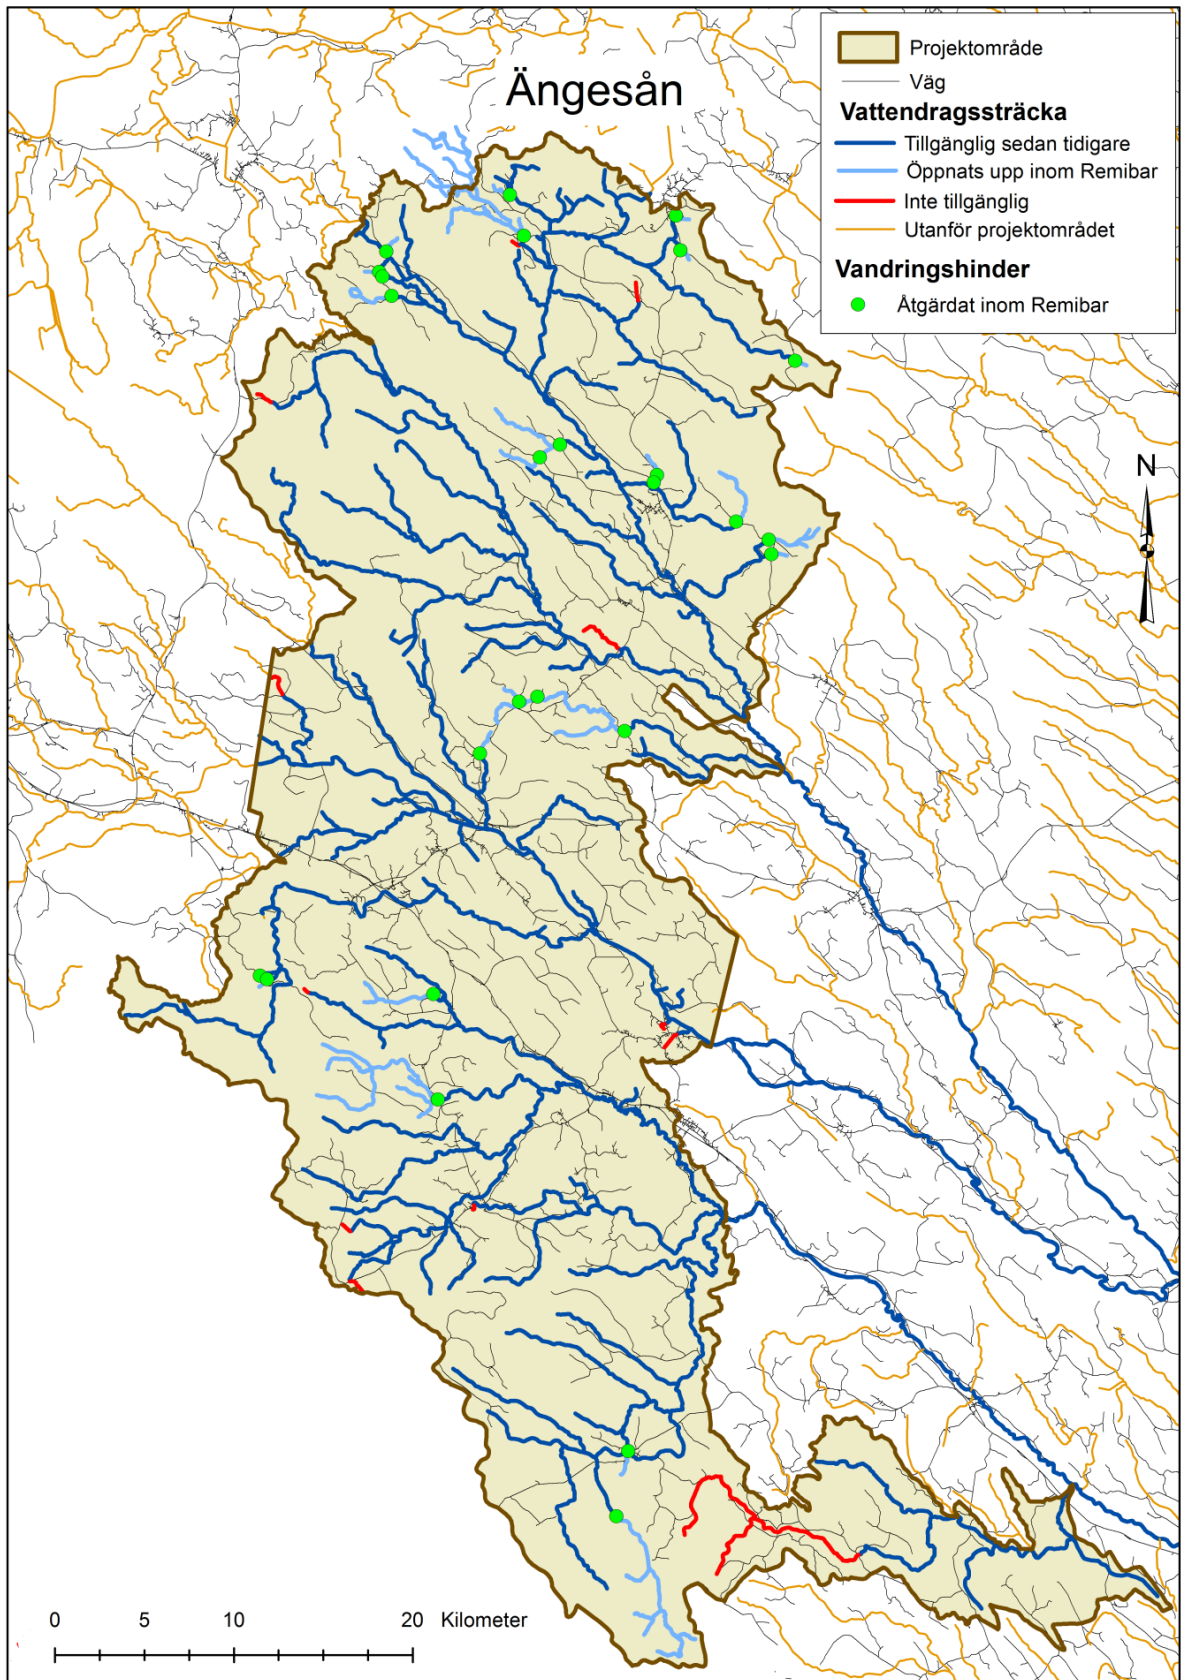 Ängesån
Projektområde
Väg
Vattendragssträcka
Tillgänglig sedan tidigare
Öppnats upp inom Remibar
Inte tillgänglig
Utanför projektområdet
Vandringshinder
Åtgärdat inom Remibar
N
0 5 10 20 Kilometer